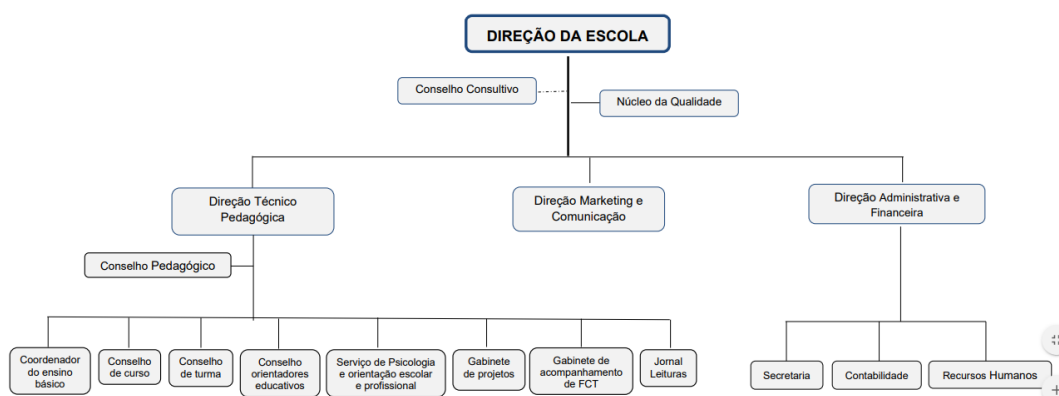 DIREÇÃO DA ESCOLA
Conselho Consultivo
Núcleo da Qualidade
Direção Técnico
Pedagógica
Direção Marketing e
Comunicação
Direção Administrativa e
Financeira
Conselho Pedagógico
Coordenador
do ensino
básico
Conselho
de curso
Conselho
de turma
Conselho
orientadores
educativos
Serviço de Psicologia
e orientação escolar
e profissional
Gabinete
de projetos
Gabinete de
acompanhamento
de FCT
Jornal
Leituras
Secretaria
Contabilidade
Recursos Humanos